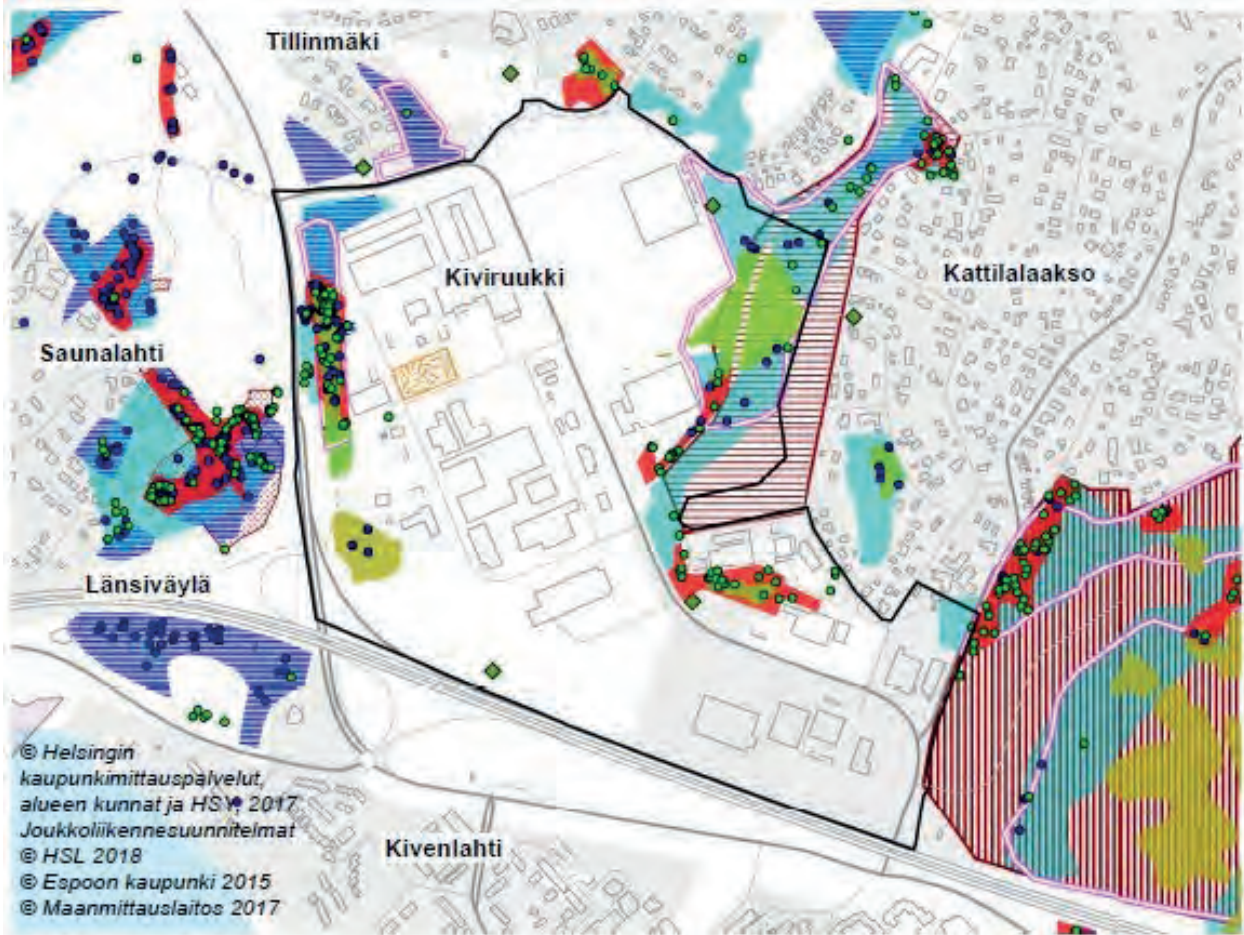 Tillinmäki
Kiviruukki
Kattilalaakso
Saunalahti
Länsiväylä
Kivenlahti
© Helsingin
kaupunkimittauspalvelut,
alueen kunnat ja HSY, 2017
Joukkoliikennesuunnitelmat
© HSL 2018
© Espoon kaupunki 2015
© Maanmittauslaitos 2017